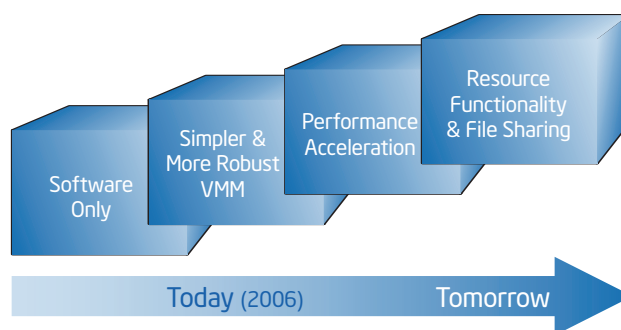 Software
Only
Simpler &
More Robust
VMM
Performance
Acceleration
Resource
Functionality
& File Sharing
Today (2006)
Tomorrow